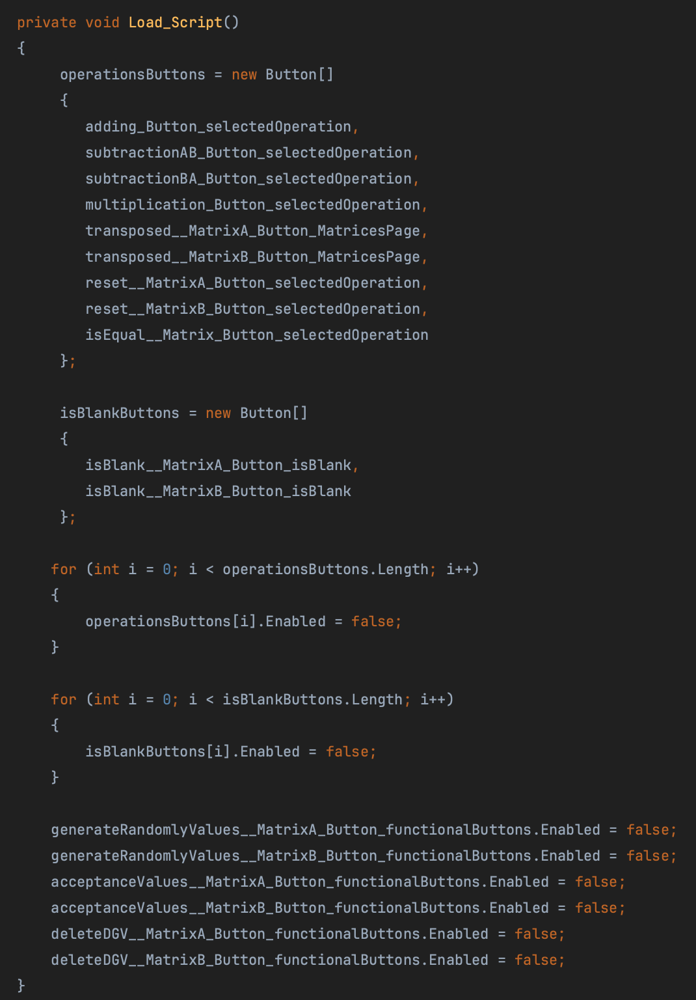 private void Load_Script()
{
     operationsButtons = new Button[]
     {
        adding_Button_selectedOperation,
        subtractionAB_Button_selectedOperation,
        subtractionBA_Button_selectedOperation,
        multiplication_Button_selectedOperation,
        transposed__MatrixA_Button_MatricesPage,
        transposed__MatrixB_Button_MatricesPage,
        reset__MatrixA_Button_selectedOperation,
        reset__MatrixB_Button_selectedOperation,
        isEqual__Matrix_Button_selectedOperation
     };

     isBlankButtons = new Button[]
     {
        isBlank__MatrixA_Button_isBlank,
        isBlank__MatrixB_Button_isBlank
     };

    for (int i = 0; i < operationsButtons.Length; i++)
    {
        operationsButtons[i].Enabled = false;
    }

    for (int i = 0; i < isBlankButtons.Length; i++)
    {
        isBlankButtons[i].Enabled = false;
    }

    generateRandomlyValues__MatrixA_Button_functionalButtons.Enabled = false;
    generateRandomlyValues__MatrixB_Button_functionalButtons.Enabled = false;
    acceptanceValues__MatrixA_Button_functionalButtons.Enabled = false;
    acceptanceValues__MatrixB_Button_functionalButtons.Enabled = false;
    deleteDGV__MatrixA_Button_functionalButtons.Enabled = false;
    deleteDGV__MatrixB_Button_functionalButtons.Enabled = false;
}